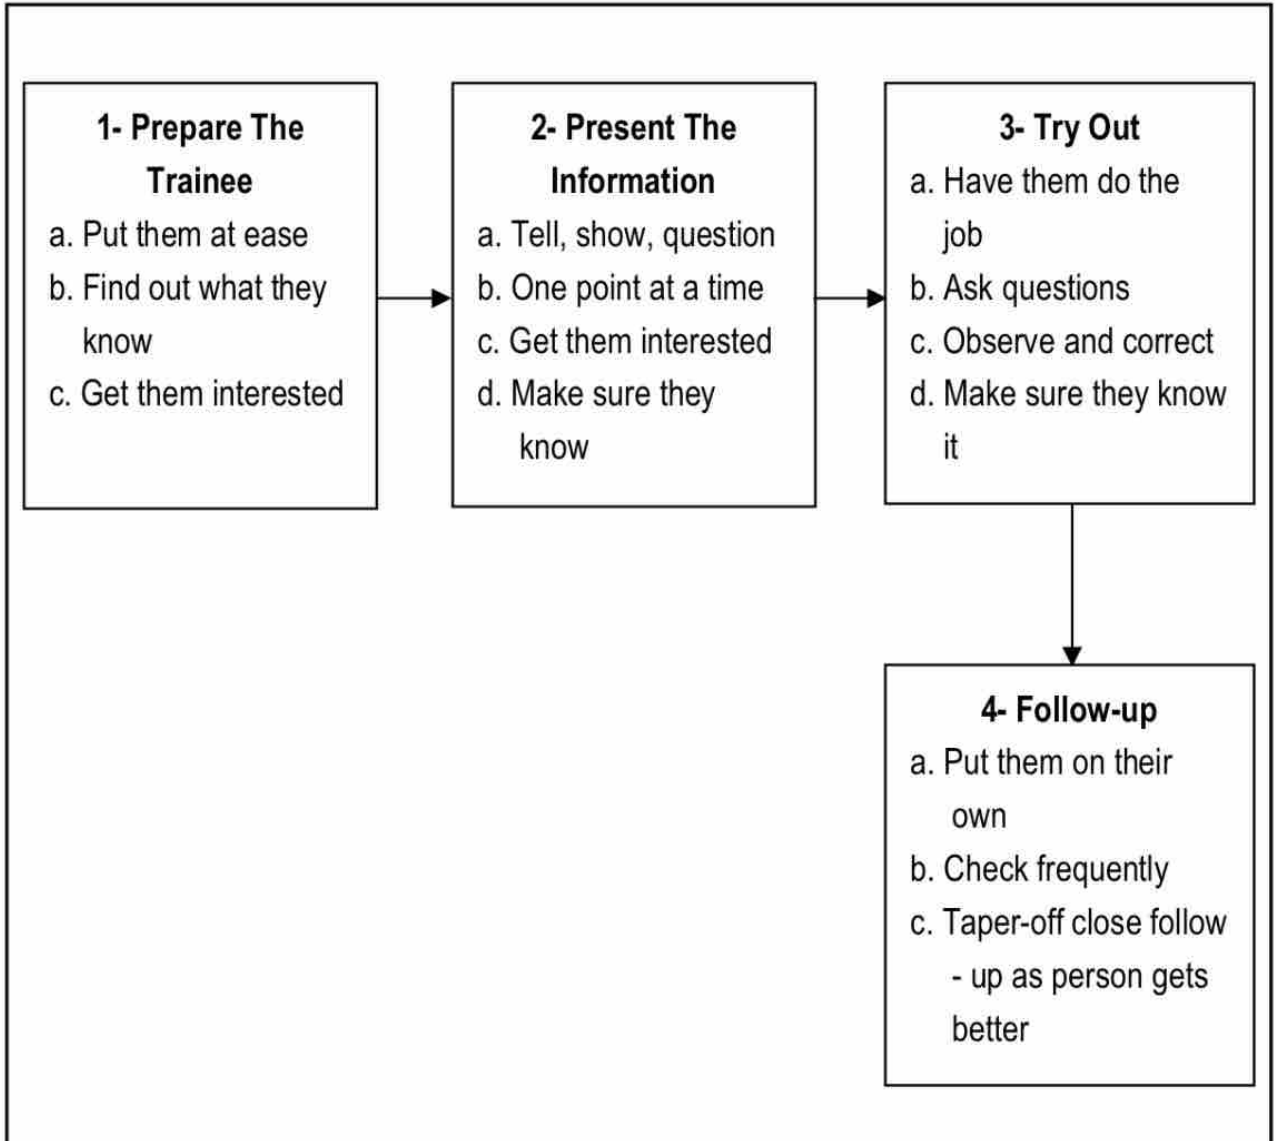 1- Prepare The
Trainee
a. Put them at ease
b. Find out what they
know
c. Get them interested
2- Present The
Information
a. Tell, show, question
b. One point at a time
c. Get them interested
d. Make sure they
know
3- Try Out
a. Have them do the
job
b. Ask questions
c. Observe and correct
d. Make sure they know
it
4- Follow-up
a. Put them on their
own
b. Check frequently
c. Taper-off close follow
- up as person gets
better